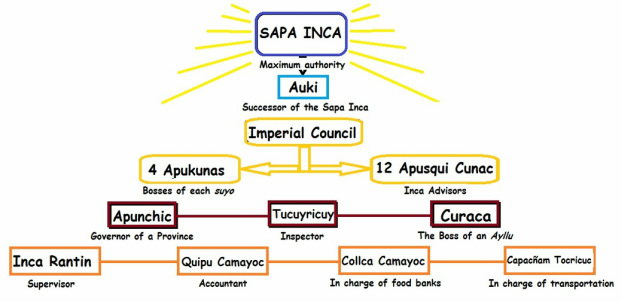 SAPA INCA
Maximum authority
Auki
Successor of the Sapa Inca
Imperial Council
4 Apukunas
12 Apusqui Cunac
Bosses of each suyo
Inca Advisors
Apunchic
Tucuyricuy
Curaca
Governor of a Province
Inspector
The Boss of an Ayllu
Inca Rantin
Quipu Camayoc
Collca Camayoc
Capacñam Tocricuc
Supervisor
Accountant
In charge of food banks
In charge of transportation